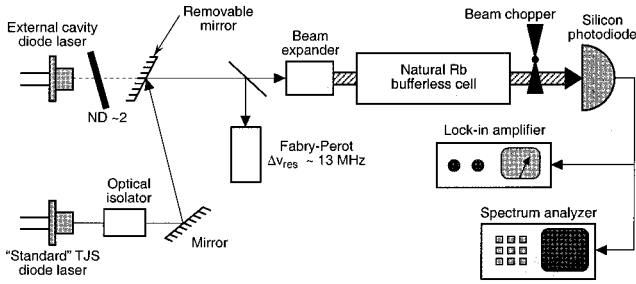 Removable
mirror
External cavity
diode laser
ND ~2
Beam
expander
Natural Rb
bufferless cell
Beam chopper
Silicon
photodiode
Fabry-Perot
Δνres ~ 13 MHz
Lock-in amplifier
Optical
isolator
Mirror
"Standard" TJS
diode laser
Spectrum analyzer